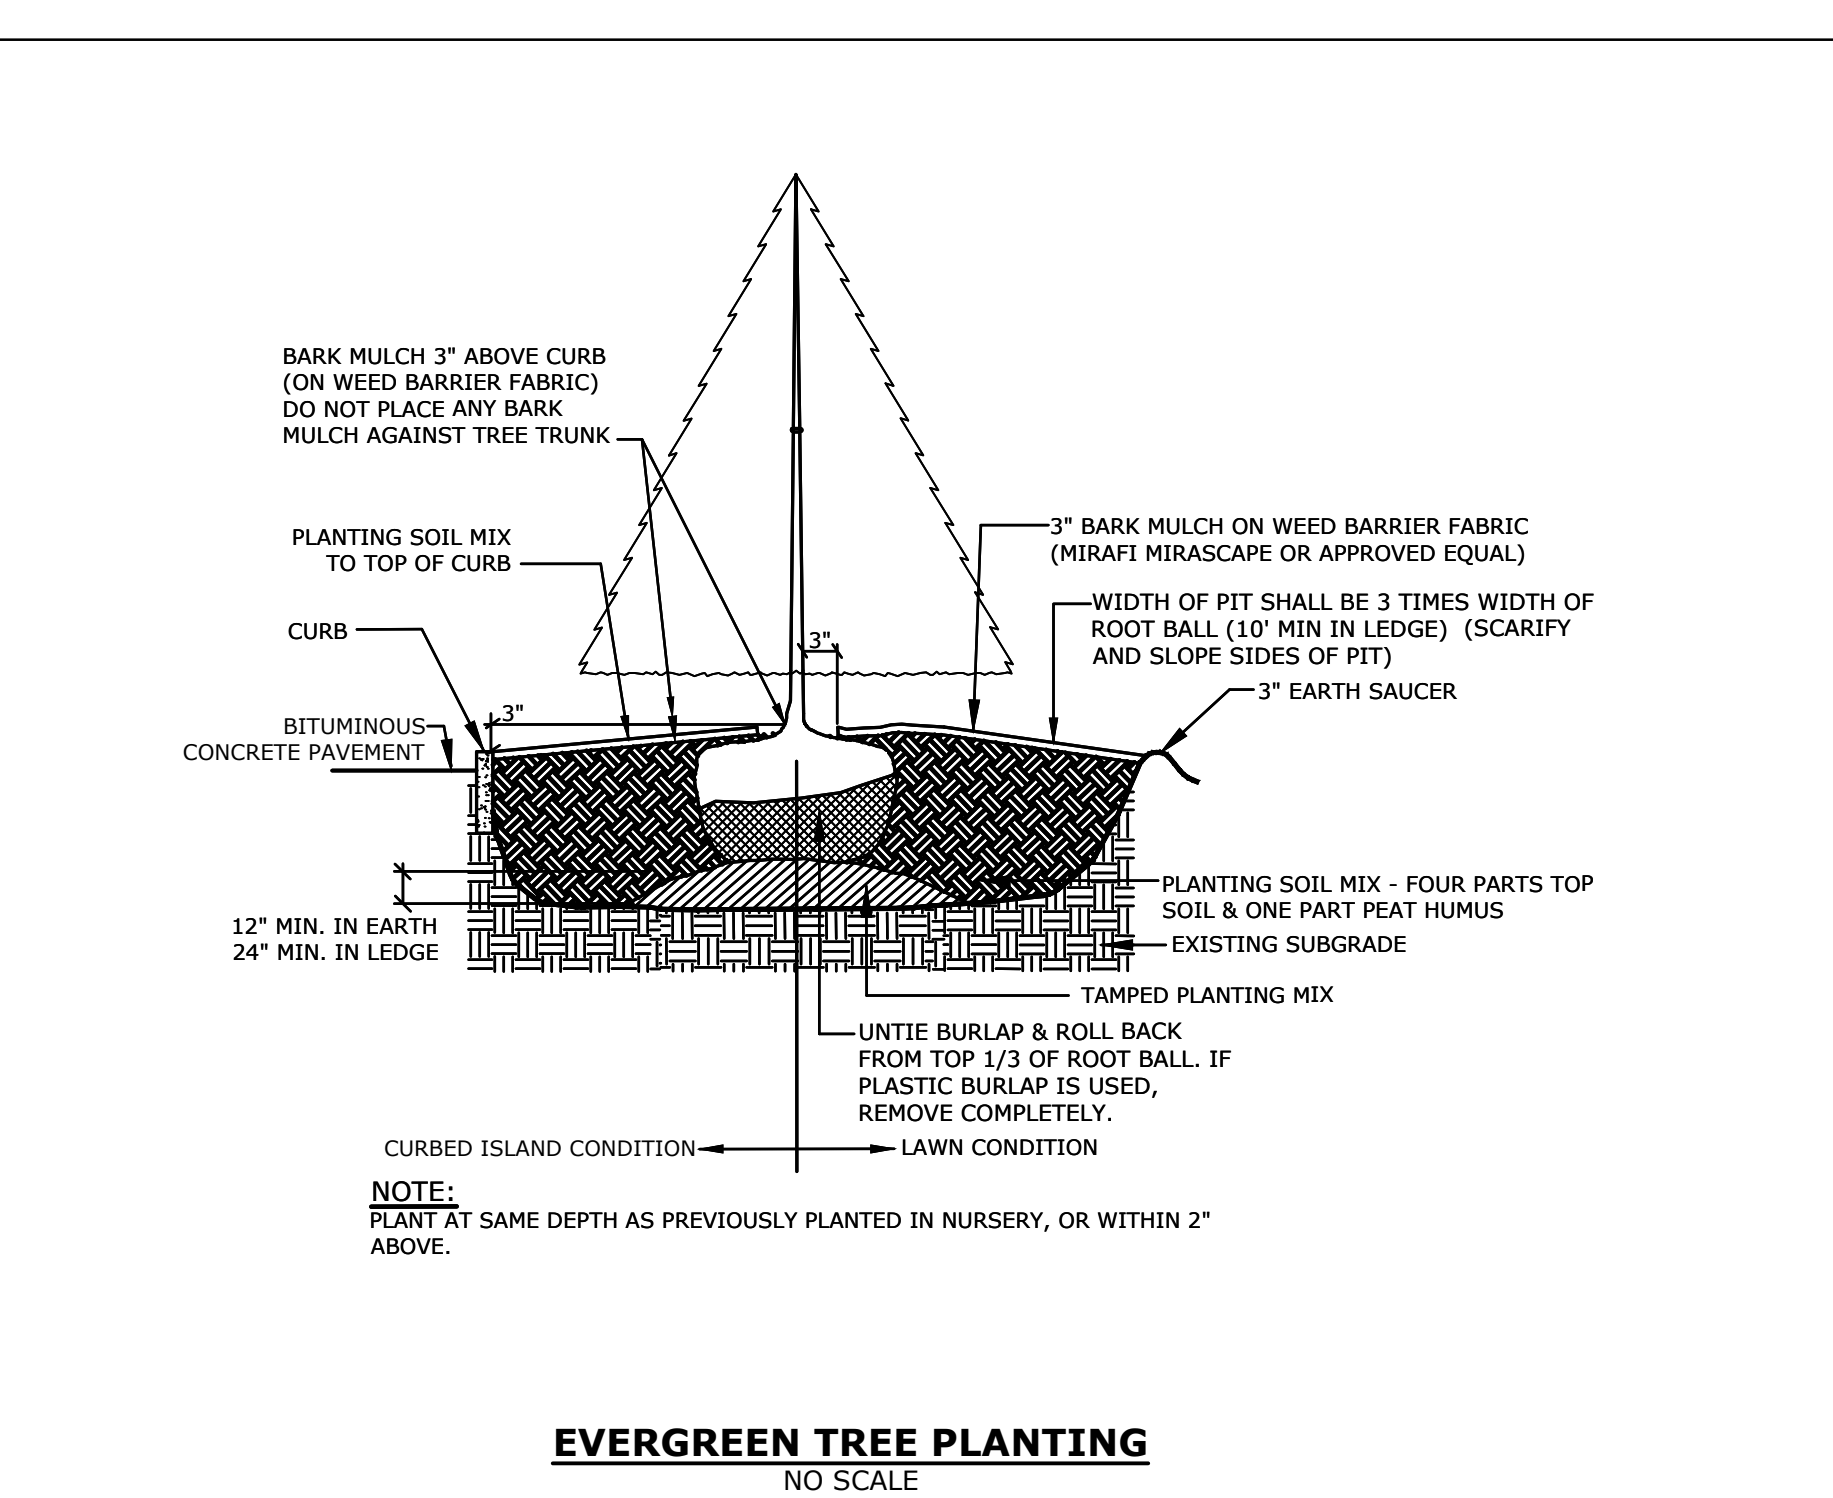 BARK MULCH 3" ABOVE CURB
(ON WEED BARRIER FABRIC)
DO NOT PLACE ANY BARK
MULCH AGAINST TREE TRUNK
PLANTING SOIL MIX
TO TOP OF CURB
CURB
3"
BITUMINOUS
CONCRETE PAVEMENT
12" MIN. IN EARTH
24" MIN. IN LEDGE
3"
3" BARK MULCH ON WEED BARRIER FABRIC
(MIRAFI MIRASCAPE OR APPROVED EQUAL)
WIDTH OF PIT SHALL BE 3 TIMES WIDTH OF
ROOT BALL (10' MIN IN LEDGE) (SCARIFY
AND SLOPE SIDES OF PIT)
3" EARTH SAUCER
PLANTING SOIL MIX - FOUR PARTS TOP
SOIL & ONE PART PEAT HUMUS
EXISTING SUBGRADE
TAMPED PLANTING MIX
UNTIE BURLAP & ROLL BACK
FROM TOP 1/3 OF ROOT BALL. IF
PLASTIC BURLAP IS USED,
REMOVE COMPLETELY.
CURBED ISLAND CONDITION
LAWN CONDITION
NOTE:
PLANT AT SAME DEPTH AS PREVIOUSLY PLANTED IN NURSERY, OR WITHIN 2"
ABOVE.
EVERGREEN TREE PLANTING
NO SCALE